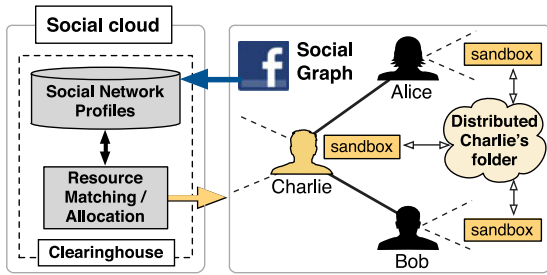 Social cloud
Social Network
Profiles
Resource
Matching /
Allocation
Clearinghouse
f
Social
Graph
Alice
sandbox
Charlie
sandbox
Distributed
Charlie's
folder
Bob
sandbox